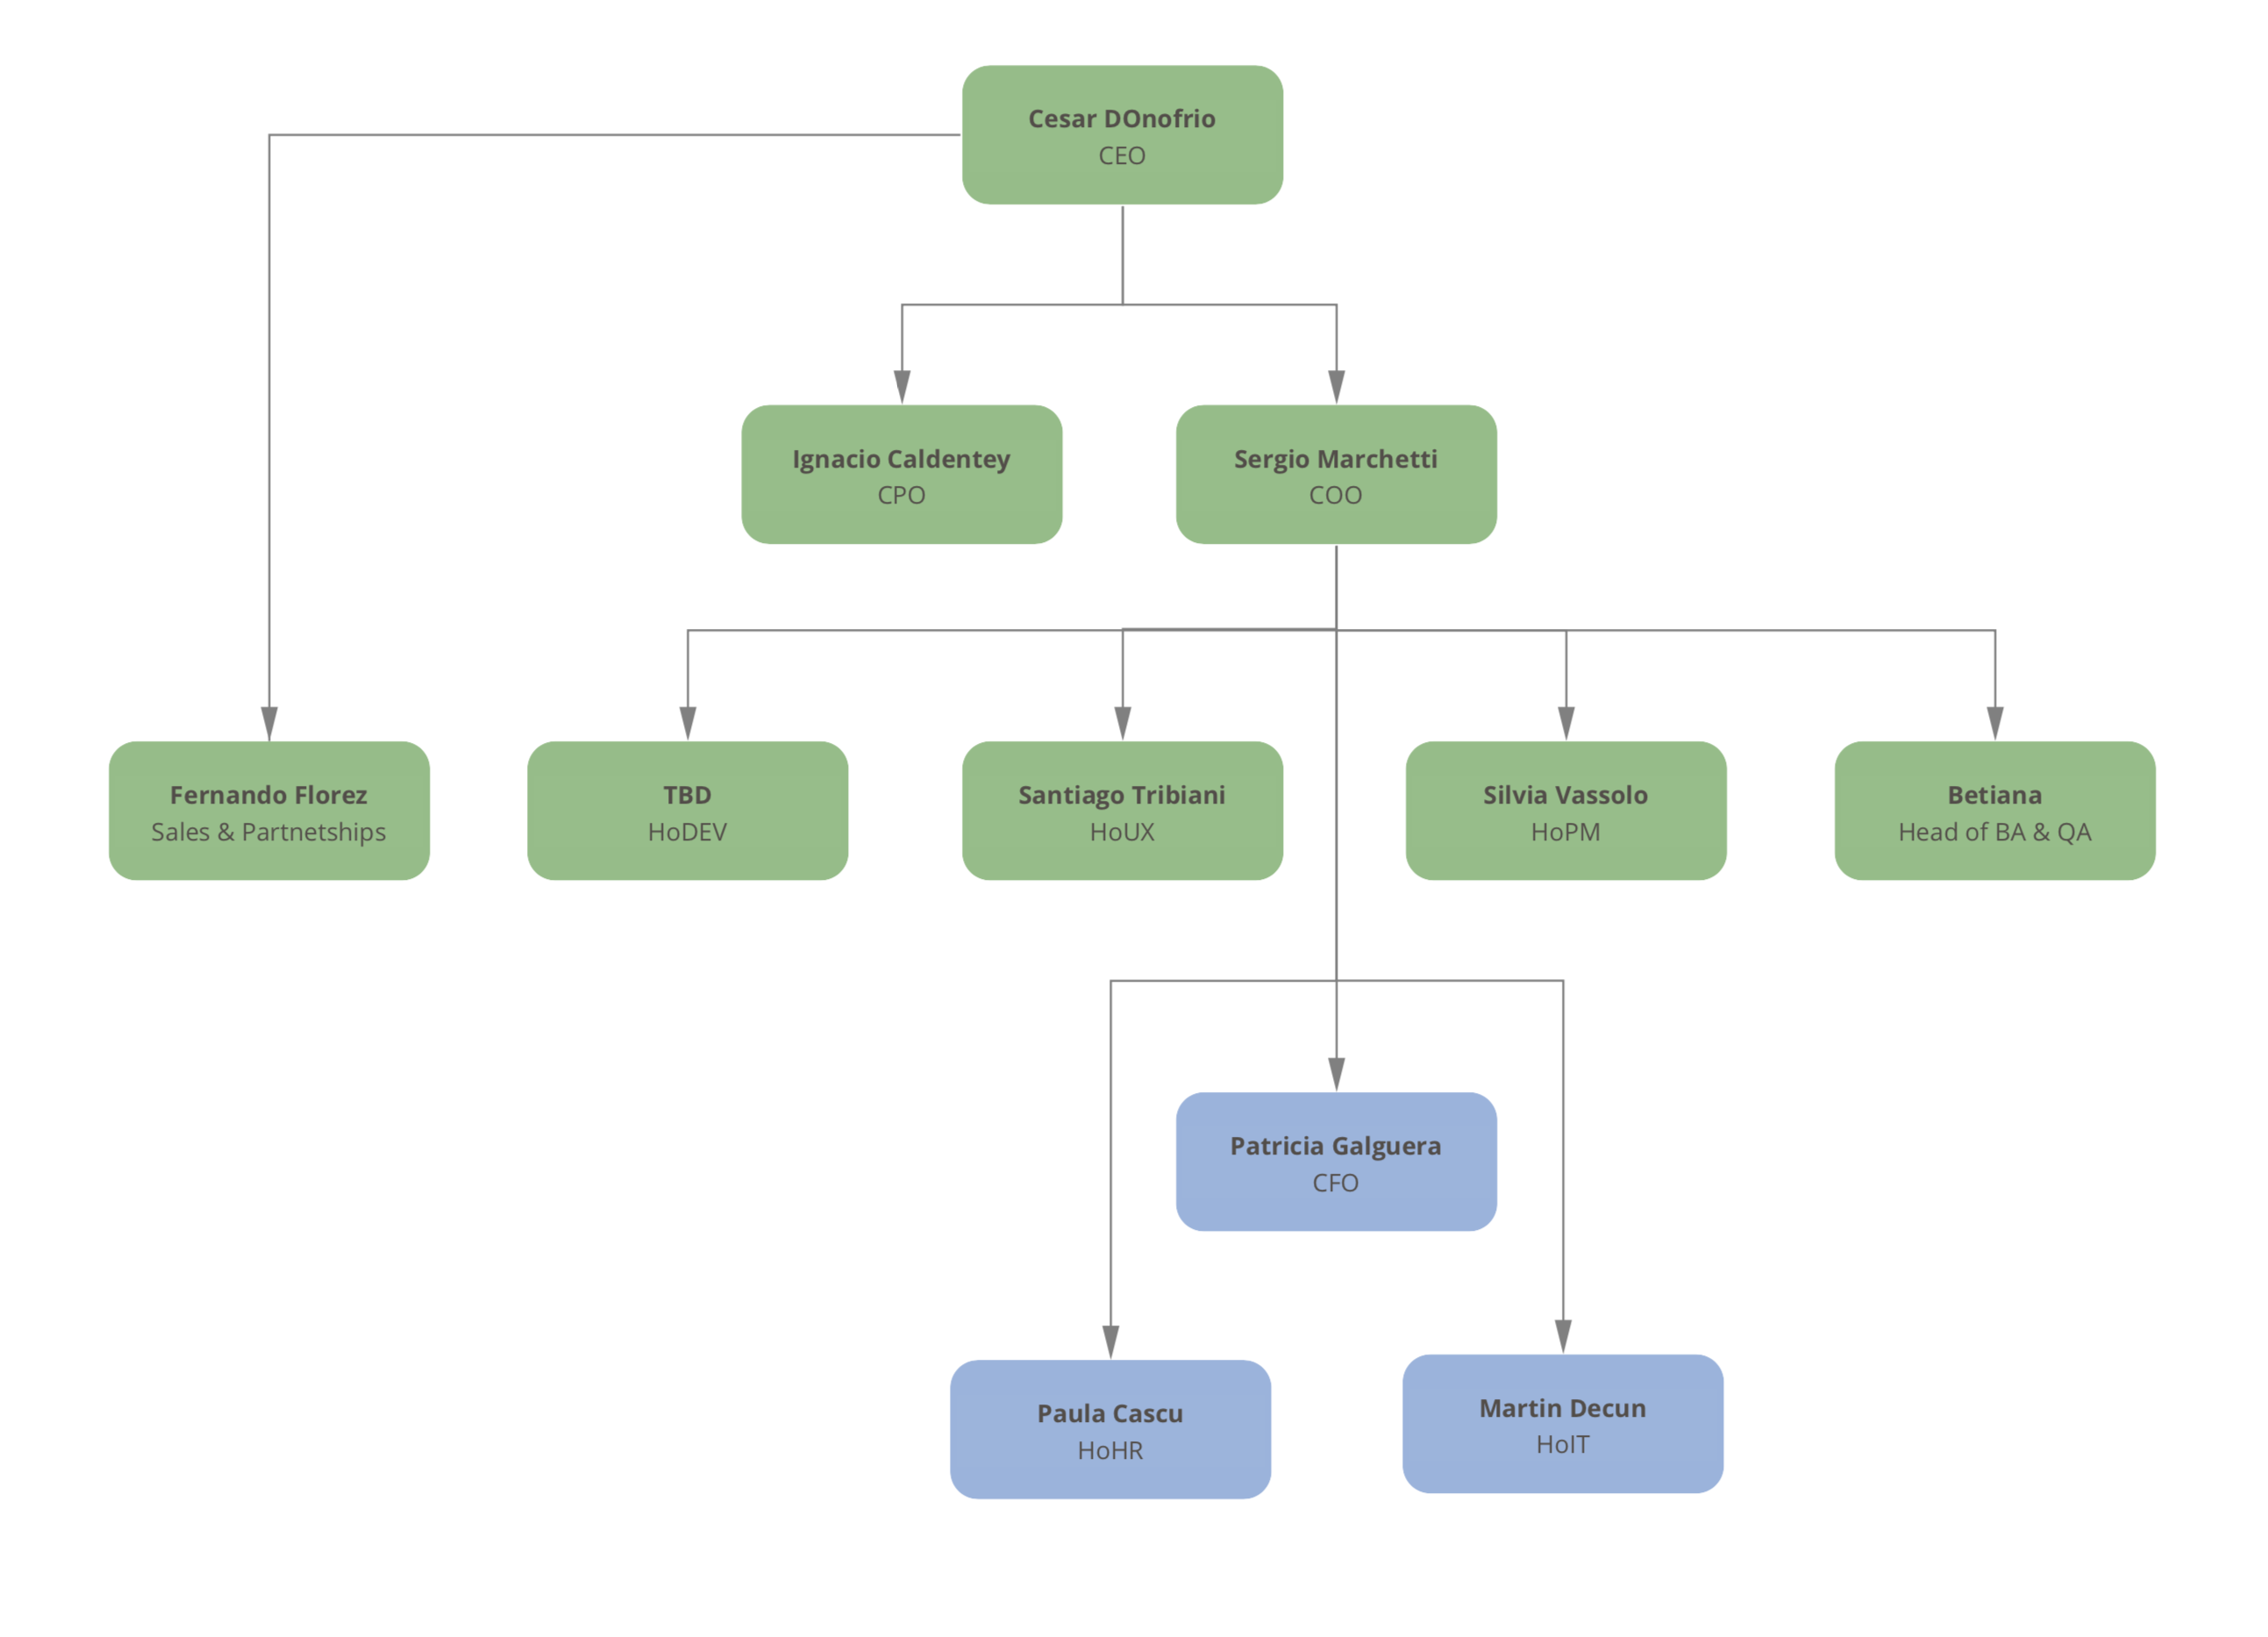 Cesar DOnofrio
CEO
Ignacio Caldentey
CPO
Sergio Marchetti
COO
Fernando Florez
Sales & Partnetships
TBD
HoDEV
Santiago Tribiani
HoUX
Silvia Vassolo
HoPM
Betiana
Head of BA & QA
Patricia Galguera
CFO
Paula Cascu
HoHR
Martin Decun
HoIT